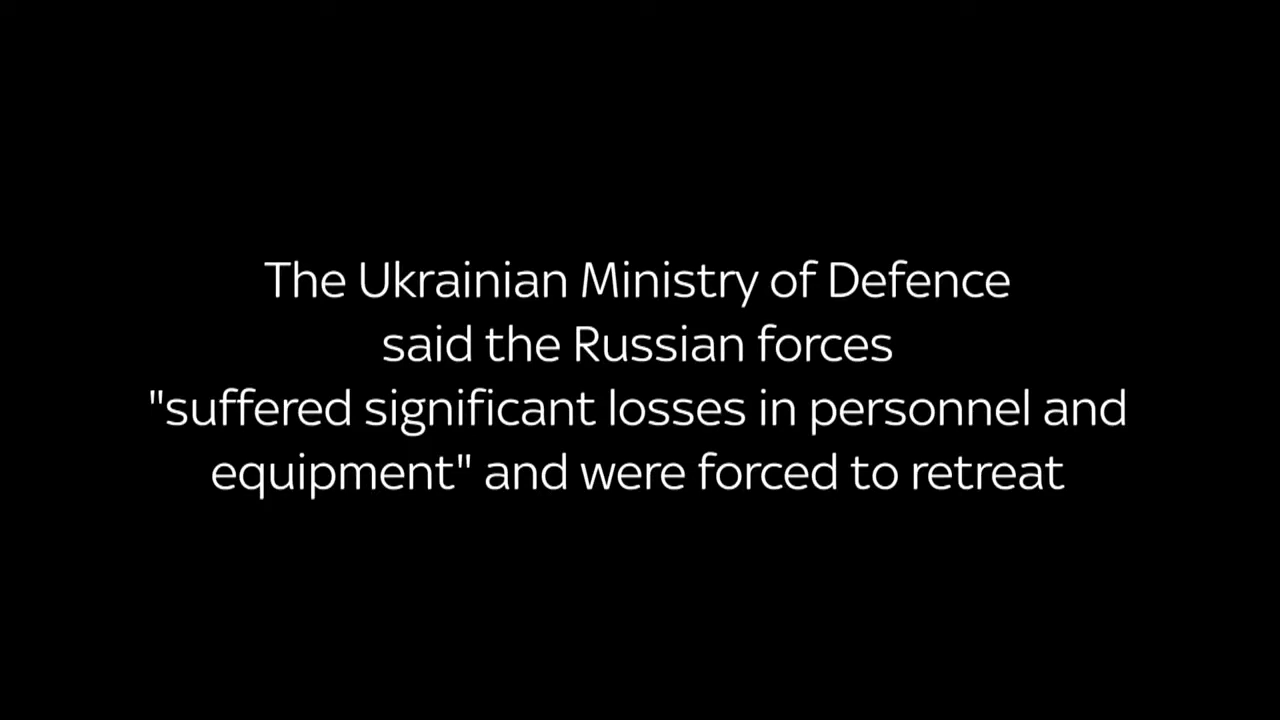 The Ukrainian Ministry of Defence
said the Russian forces
"suffered significant losses in personnel and
equipment" and were forced to retreat